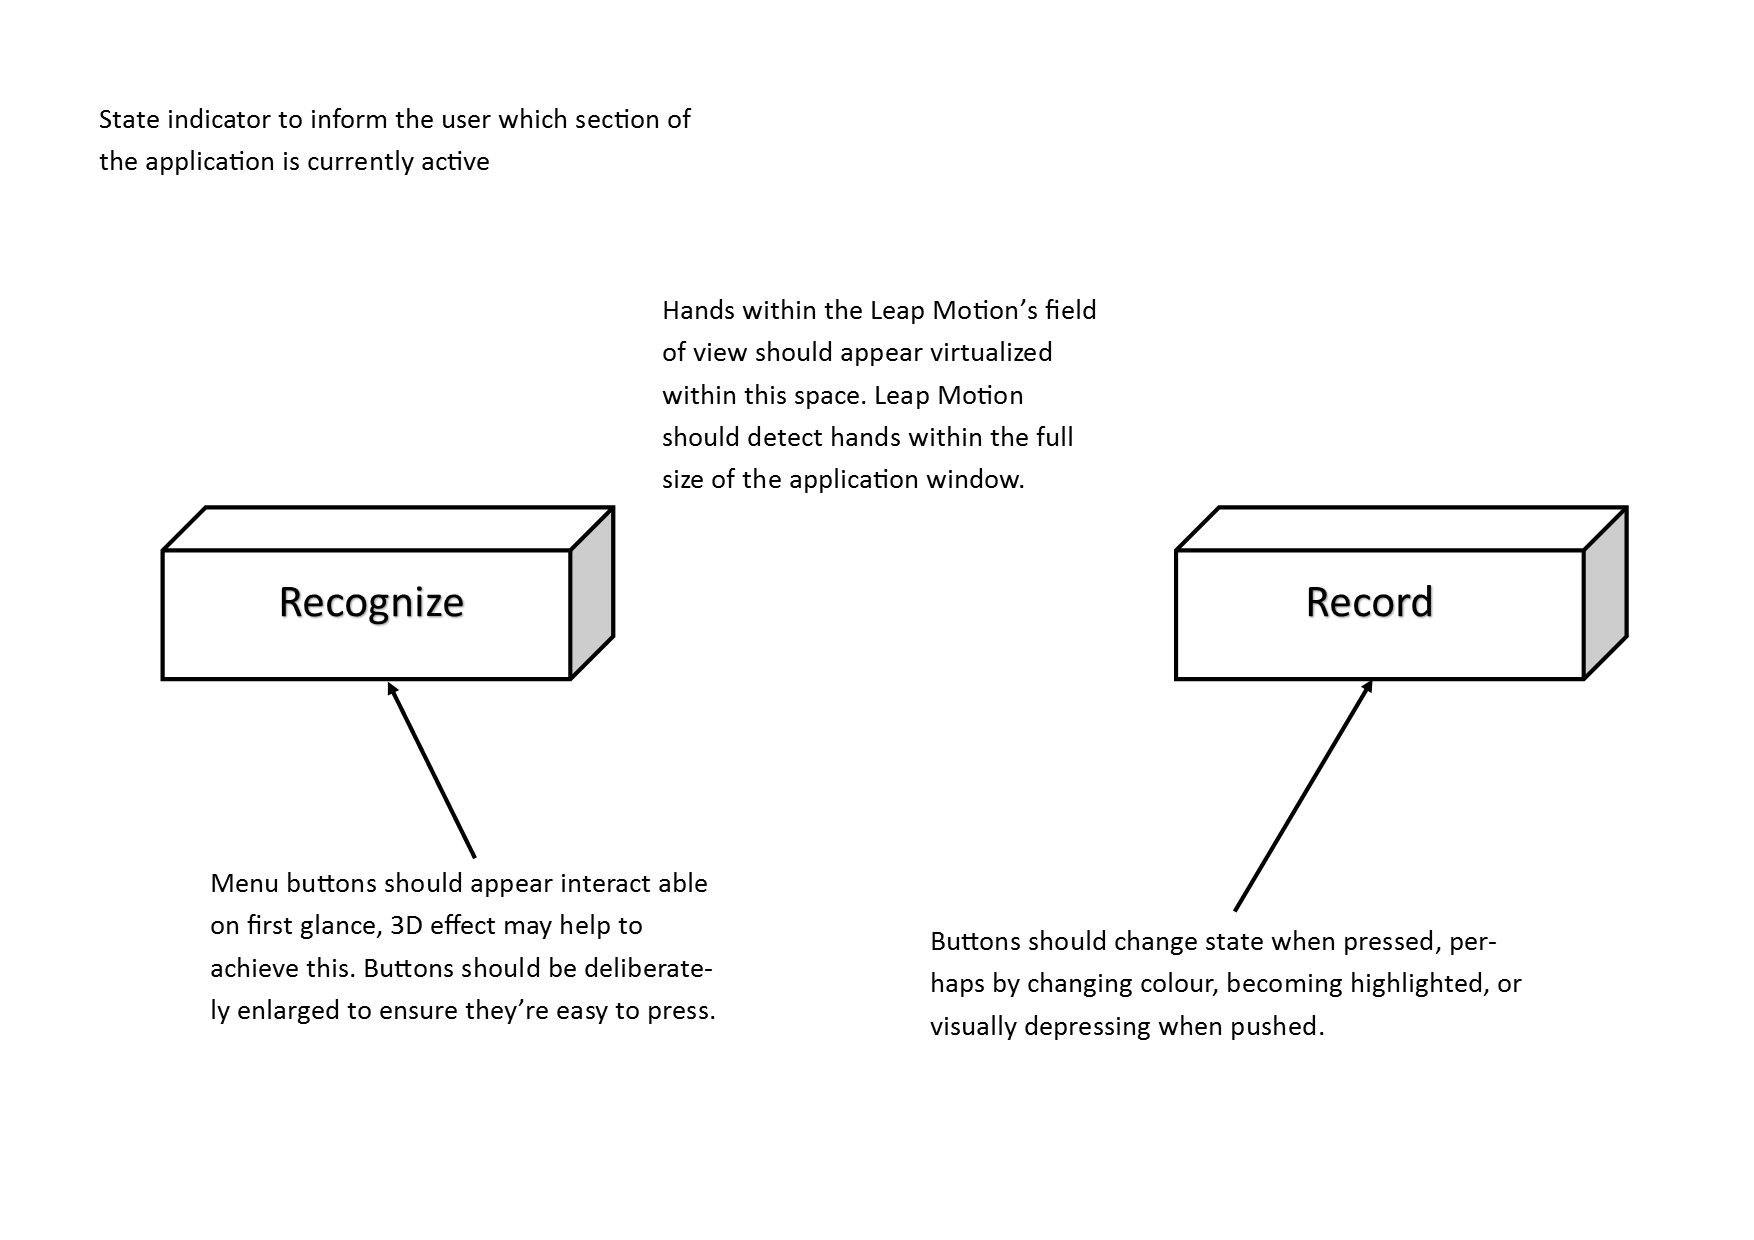 State indicator to inform the user which section of
the application is currently active
Hands within the Leap Motion’s field
of view should appear virtualized
within this space. Leap Motion
should detect hands within the full
size of the application window.
Recognize
Record
Menu buttons should appear interact able
on first glance, 3D effect may help to
achieve this. Buttons should be deliberate-
ly enlarged to ensure they’re easy to press.
Buttons should change state when pressed, per-
haps by changing colour, becoming highlighted, or
visually depressing when pushed.